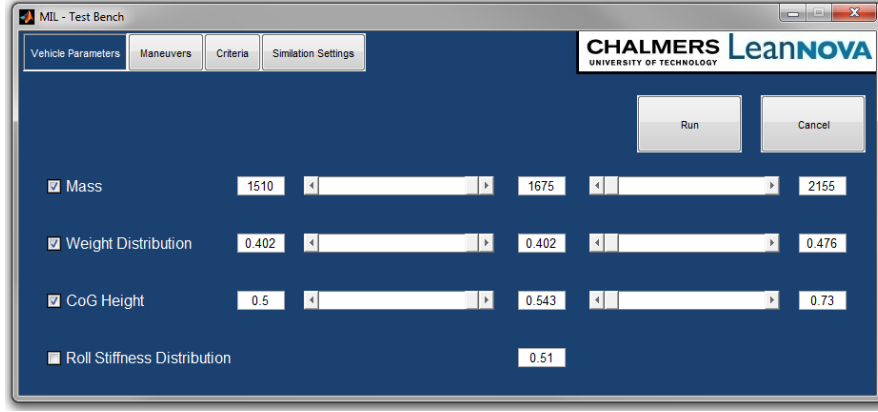 MIL - Test Bench
Vehicle Parameters Maneuvers Criteria Similation Settings
CHALMERS
UNIVERSITY OF TECHNOLOGY
LeanNOVA
Run Cancel
Mass 1510 1675 2155
Weight Distribution 0.402 0.402 0.476
CoG Height 0.5 0.543 0.73
Roll Stiffness Distribution 0.51